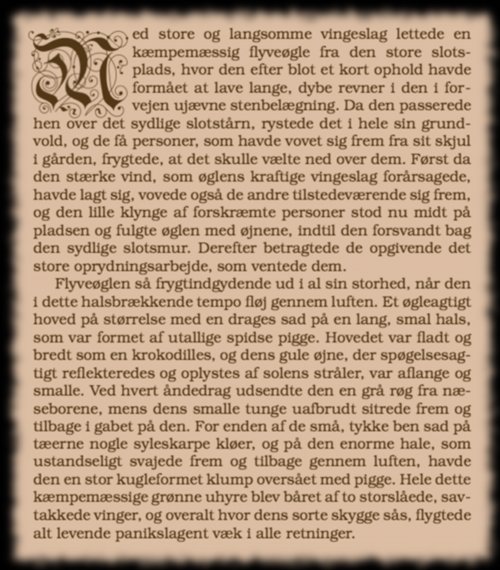 Med store og langsomme vingeslag lettede en
kæmpemæssig flyveøgle fra den store slots-
plads, hvor den efter blot et kort ophold havde
formået at lave lange, dybe revner i den i for-
vejen ujævne stenbelægning. Da den passerede
hen over det sydlige slotstårn, rystede det i hele sin grund-
vold, og de få personer, som havde vovet sig frem fra sit skjul
i gården, frygtede, at det skulle vælte ned over dem. Først da
den stærke vind, som øglens kraftige vingeslag forårsagede,
havde lagt sig, vovede også de andre tilstedeværende sig frem,
og den lille klynge af forskræmte personer stod nu midt på
pladsen og fulgte øglen med øjnene, indtil den forsvandt bag
den sydlige slotsmur. Derefter betragtede de opgivende det
store oprydningsarbejde, som ventede dem.
Flyveøglen så frygtindgydende ud i al sin storhed, når den
i dette halsbrækkende tempo fløj gennem luften. Et øgleagtigt
hoved på størrelse med en drages sad på en lang, smal hals,
som var formet af utallige spidse pigge. Hovedet var fladt og
bredt som en krokodilles, og dens gule øjne, der spøgelsesag-
tigt reflekteredes og oplystes af solens stråler, var aflange og
smalle. Ved hvert åndedrag udsendte den en grå røg fra næ-
seborene, mens dens smalle tunge uafbrudt sitrede frem og
tilbage i gabet på den. For enden af de små, tykke ben sad på
tæerne nogle syleskarpe kløer, og på den enorme hale, som
ustandseligt svajede frem og tilbage gennem luften, havde
den en stor kugleformet klump oversået med pigge. Hele dette
kæmpemæssige grønne uhyre blev båret af to storslåede, sav-
takkede vinger, og overalt hvor dens sorte skygge sås, flygtede
alt levende panikslagent væk i alle retninger.